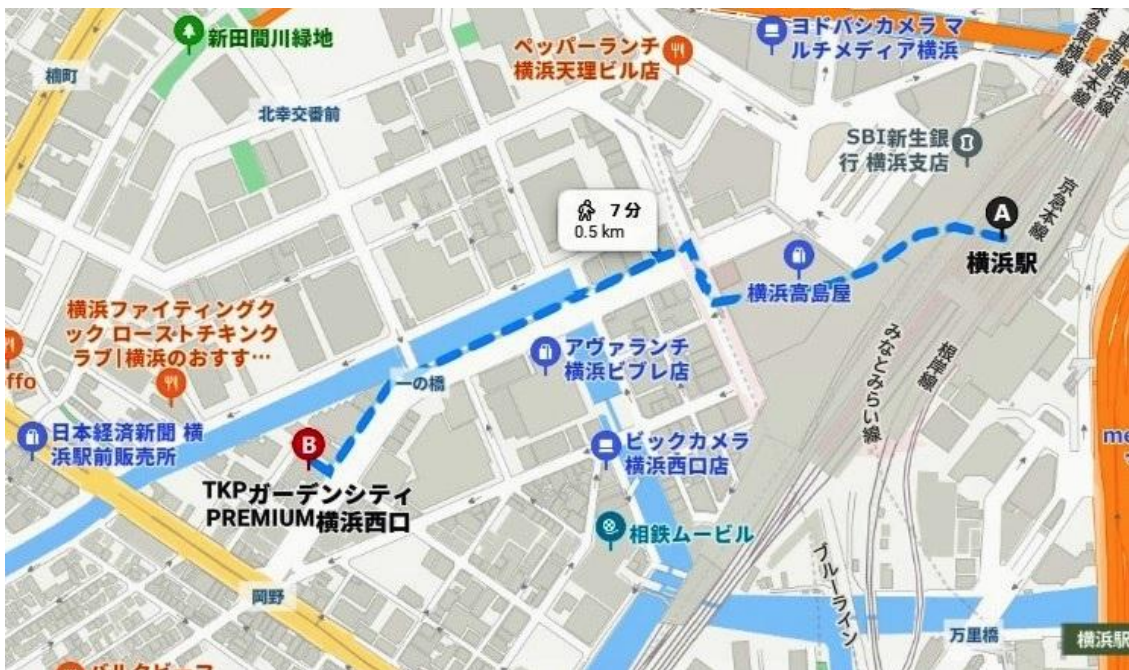 新田間川緑地
楠町
北幸交番前
ペッパーランチ
横浜天理ビル店
ヨドバシカメラ マ
ルチメディア横浜
SBI新生銀
行 横浜支店
京急本線
7 分
0.5 km
A
横浜駅
横浜高島屋
横浜ファイティングク
ック ローストチキンク
ラブ|横浜のおすす…
ffo
アヴァランチ
横浜ビブレ店
一の橋
みなとみらい線
根岸線
日本経済新聞 横
浜駅前販売所
B
TKPガーデンシティ
PREMIUM横浜西口
ビックカメラ
横浜西口店
me
相鉄ムービル
ブルーライン
岡野
万里橋
横浜駅